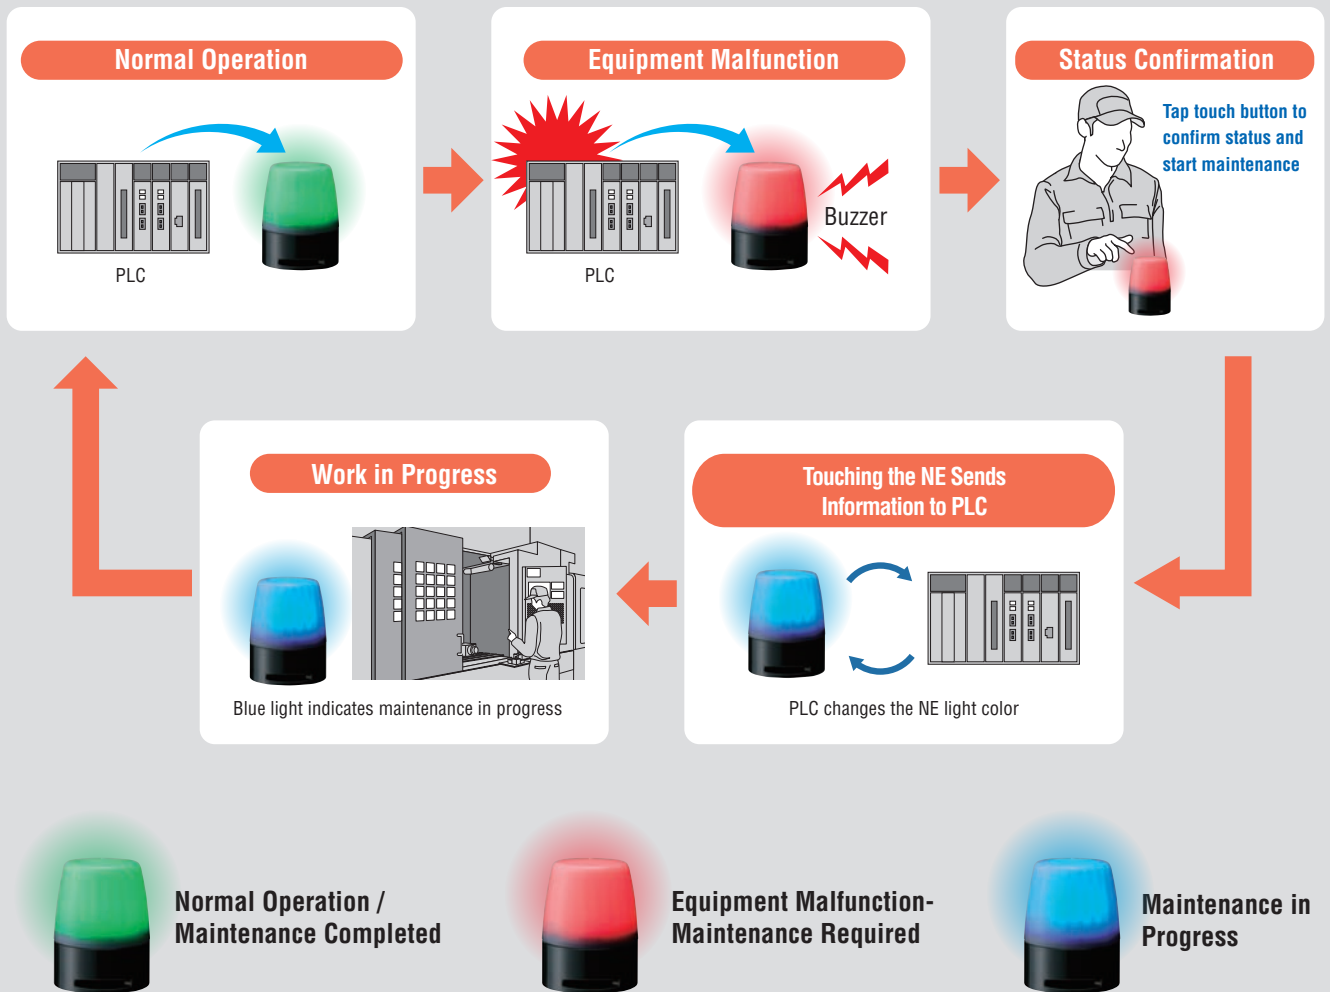 Normal Operation
PLC
Equipment Malfunction
Buzzer
PLC
Status Confirmation
Tap touch button to
confirm status and
start maintenance
Touching the NE Sends
Information to PLC
PLC changes the NE light color
Work in Progress
Blue light indicates maintenance in progress
Normal Operation /
Maintenance Completed
Equipment Malfunction-
Maintenance Required
Maintenance in
Progress